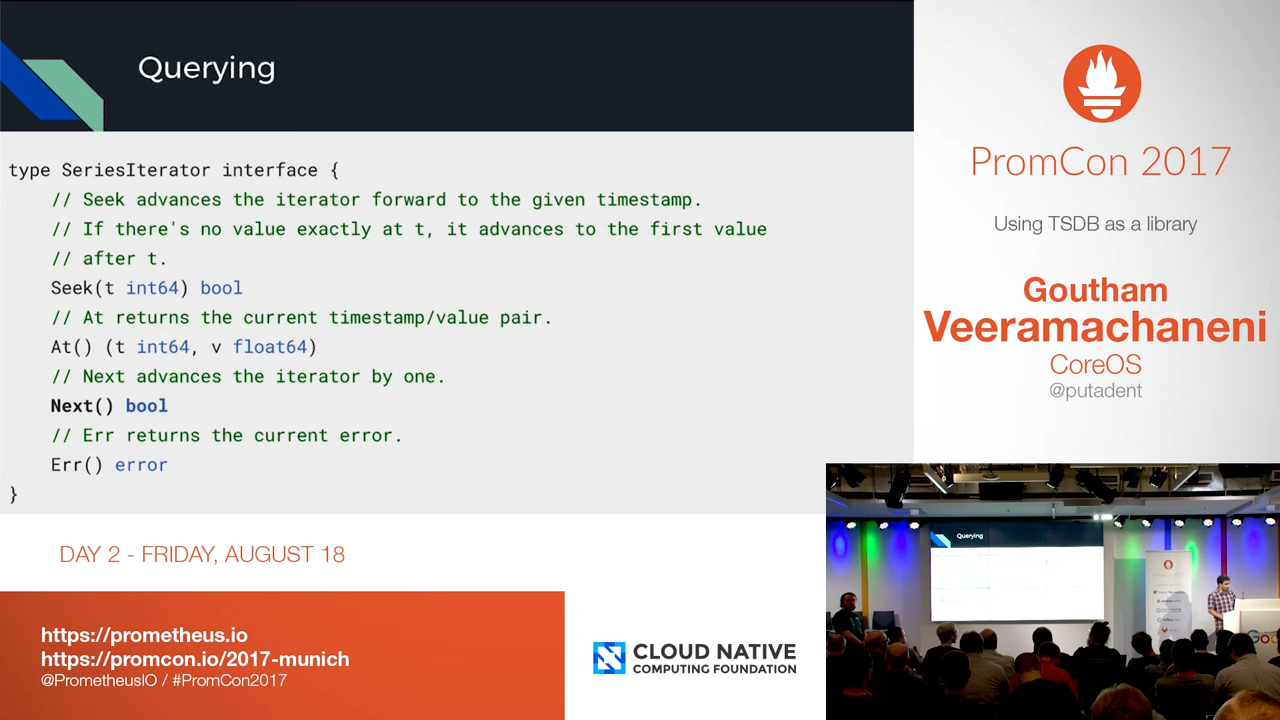 Querying
type SeriesIterator interface {
// Seek advances the iterator forward to the given timestamp.
// If there's no value exactly at t, it advances to the first value
// after t.
Seek(t int64) bool
// At returns the current timestamp/value pair.
At() (t int64, v float64)
// Next advances the iterator by one.
Next() bool
// Err returns the current error.
Err() error
}
PromCon 2017
Using TSDB as a library
Goutham
Veeramachaneni
CoreOS
@putadent
DAY 2 - FRIDAY, AUGUST 18
https://prometheus.io
https://promcon.io/2017-munich
@PrometheusIO / #PromCon2017
CLOUD NATIVE
COMPUTING FOUNDATION
Querying
PromCon 2017